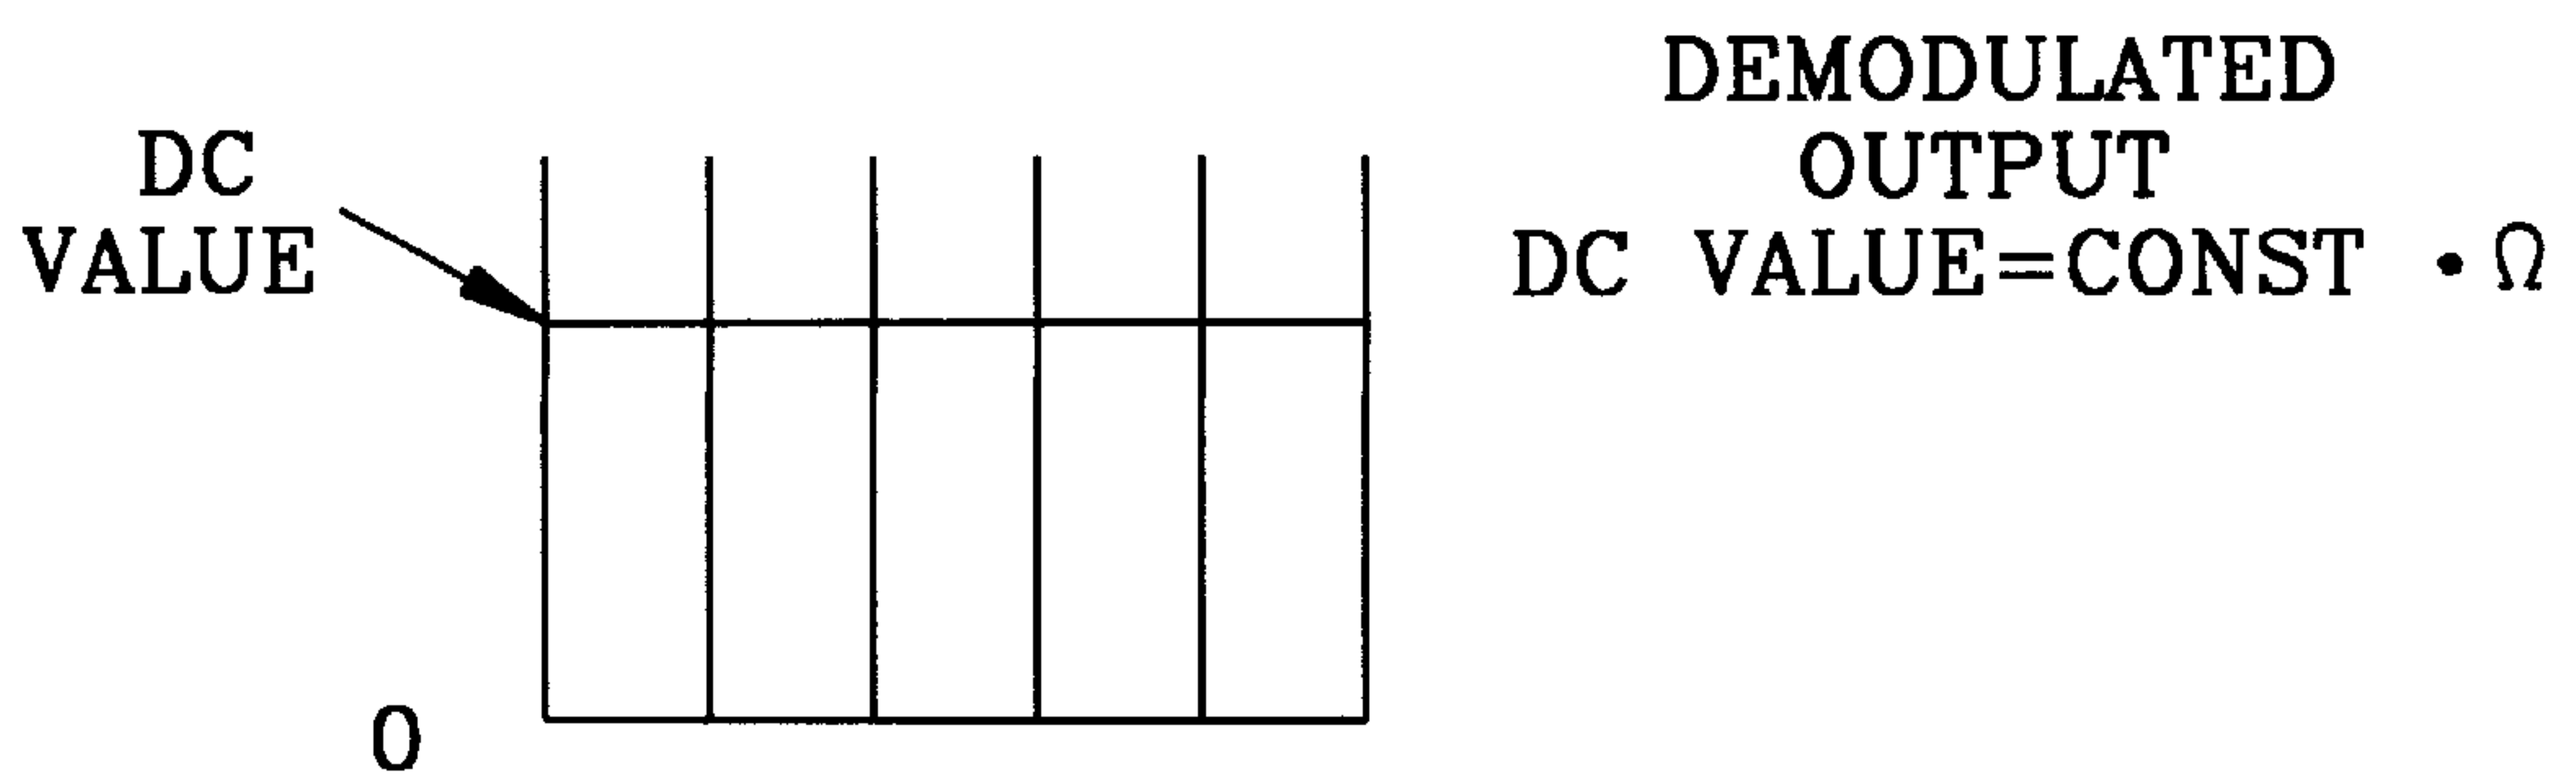 DC
VALUE
0
DEMODULATED
OUTPUT
DC VALUE=CONST • Ω